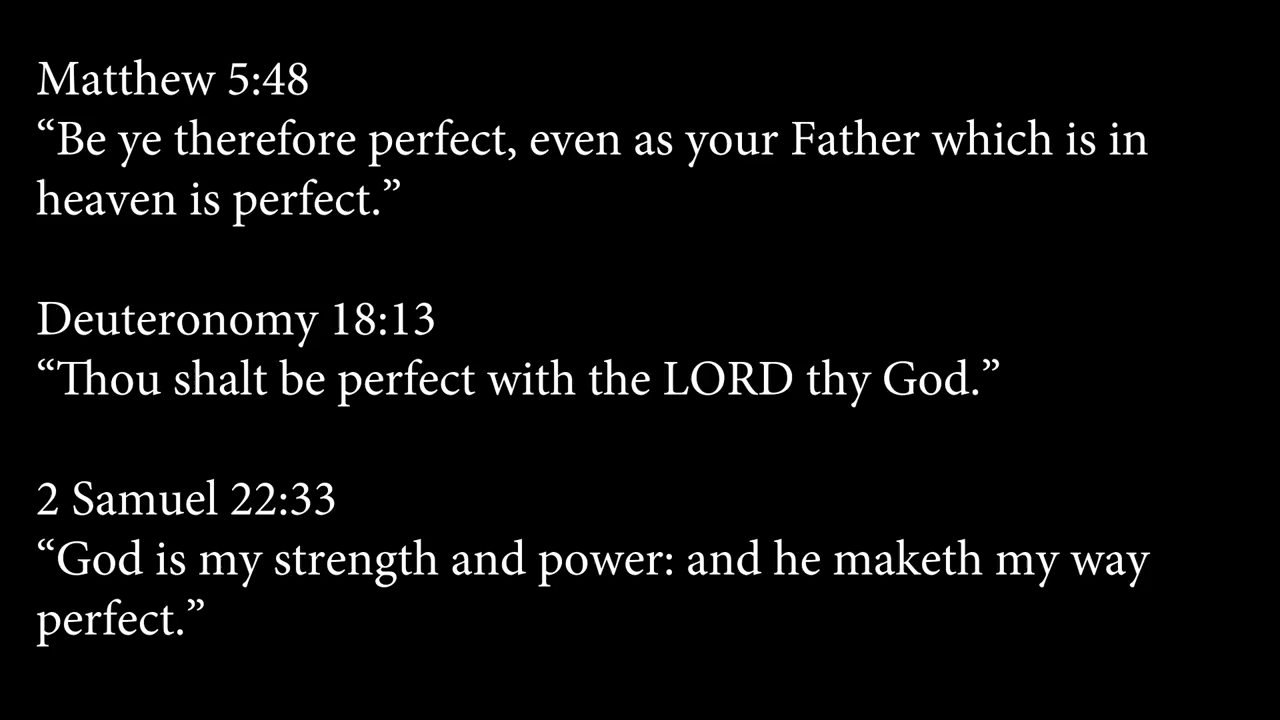 Matthew 5:48
“Be ye therefore perfect, even as your Father which is in
heaven is perfect.”
Deuteronomy 18:13
“Thou shalt be perfect with the LORD thy God.”
2 Samuel 22:33
“God is my strength and power: and he maketh my way
perfect.”